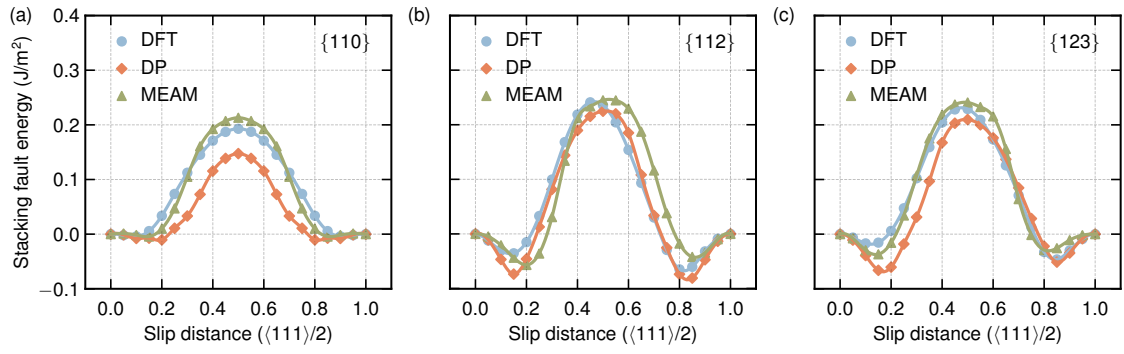 (a)
Stacking fault energy (J/m²)
0.4
0.3
0.2
0.1
0.0
−0.1
DFT
DP
MEAM
{110}
0.0 0.2 0.4 0.6 0.8 1.0
Slip distance (⟨111⟩/2)
(b)
DFT
DP
MEAM
{112}
0.0 0.2 0.4 0.6 0.8 1.0
Slip distance (⟨111⟩/2)
(c)
DFT
DP
MEAM
{123}
0.0 0.2 0.4 0.6 0.8 1.0
Slip distance (⟨111⟩/2)